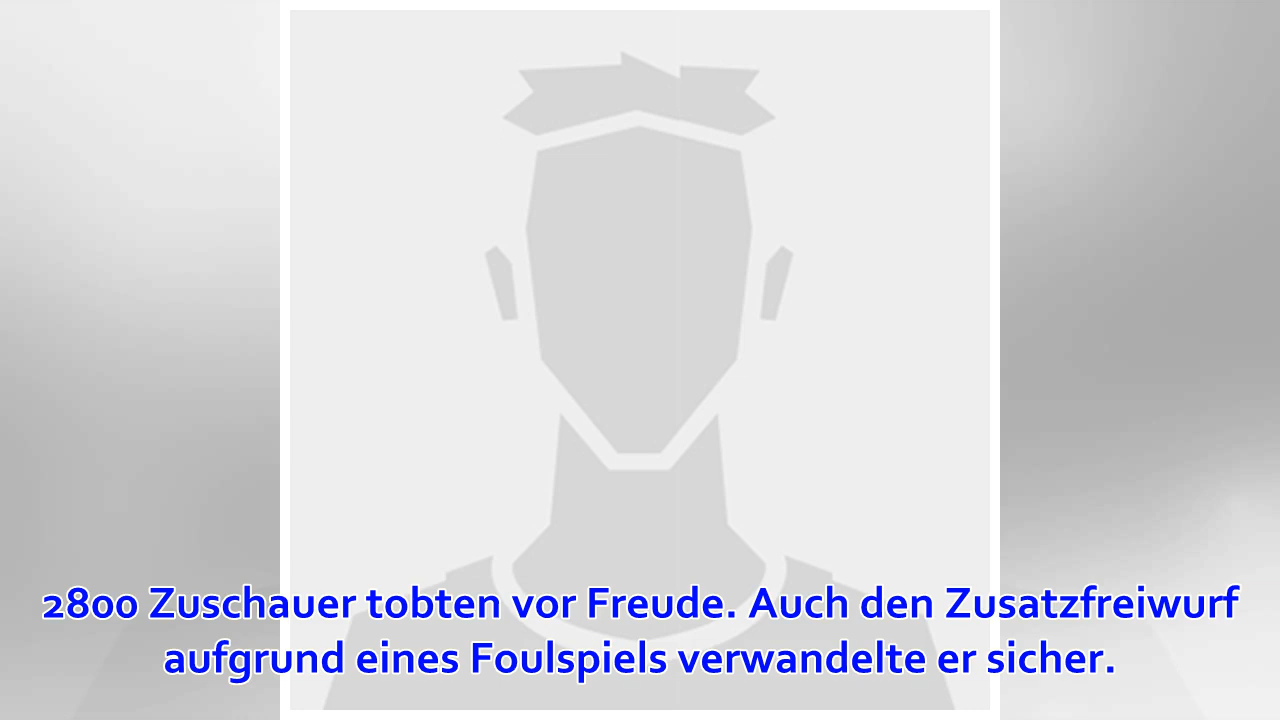 2800 Zuschauer tobten vor Freude. Auch den Zusatzfreiwurf
aufgrund eines Foulspiels verwandelte er sicher.